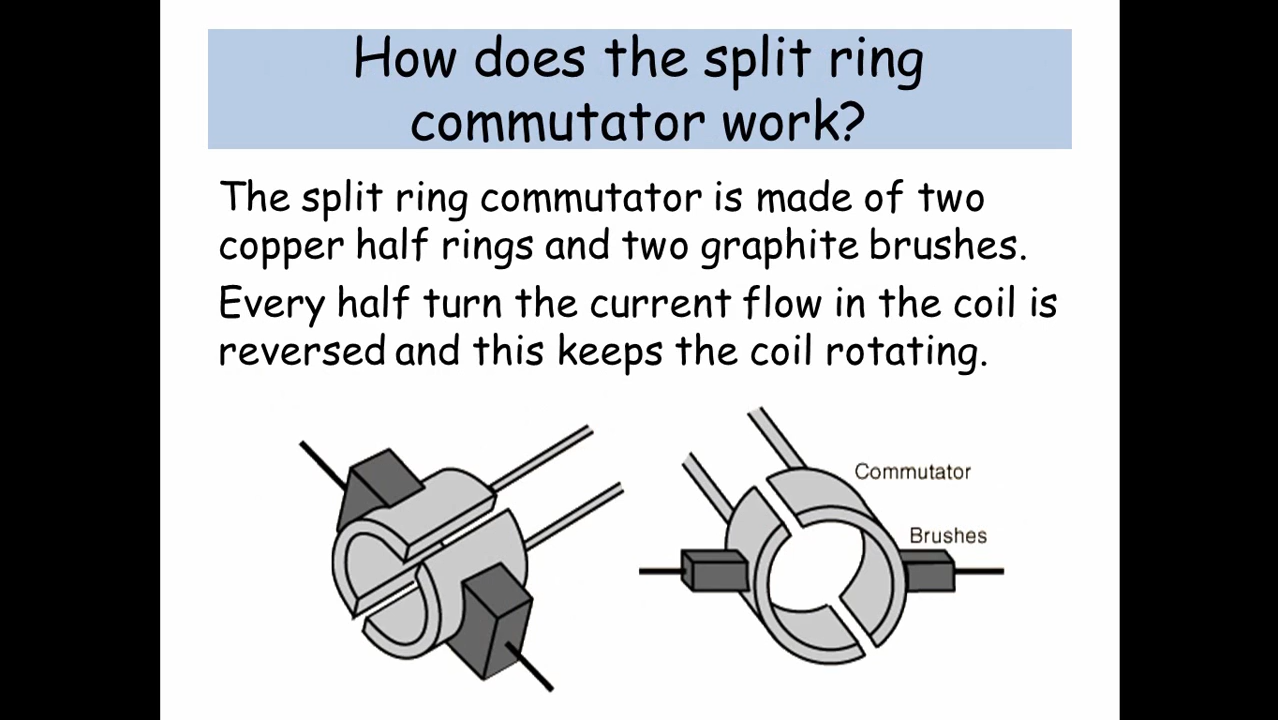 How does the split ring
commutator work?
The split ring commutator is made of two
copper half rings and two graphite brushes.
Every half turn the current flow in the coil is
reversed and this keeps the coil rotating.
Commutator
Brushes